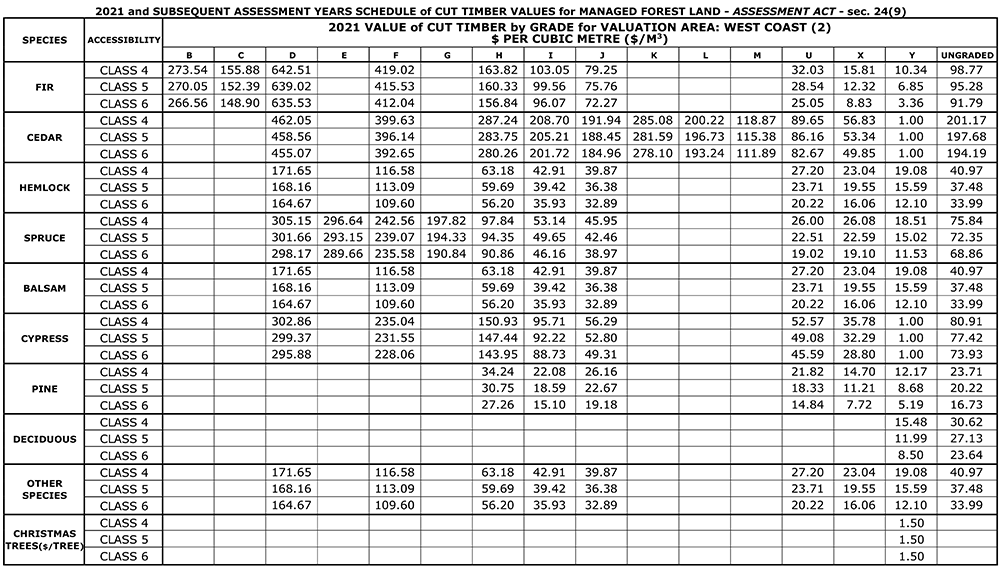 2021 and SUBSEQUENT ASSESSMENT YEARS SCHEDULE of CUT TIMBER VALUES for MANAGED FOREST LAND - ASSESSMENT ACT - sec. 24(9)
SPECIES ACCESSIBILITY 2021 VALUE of CUT TIMBER by GRADE for VALUATION AREA: WEST COAST (2)
$ PER CUBIC METRE ($/M³)
B C D E F G H I J K L M U X Y UNGRADED
FIR CLASS 4 273.54 155.88 642.51 419.02 163.82 103.05 79.25 32.03 15.81 10.34 98.77
CLASS 5 270.05 152.39 639.02 415.53 160.33 99.56 75.76 28.54 12.32 6.85 95.28
CLASS 6 266.56 148.90 635.53 412.04 156.84 96.07 72.27 25.05 8.83 3.36 91.79
CEDAR CLASS 4 462.05 399.63 287.24 208.70 191.94 285.08 200.22 118.87 89.65 56.83 1.00 201.17
CLASS 5 458.56 396.14 283.75 205.21 188.45 281.59 196.73 115.38 86.16 53.34 1.00 197.68
CLASS 6 455.07 392.65 280.26 201.72 184.96 278.10 193.24 111.89 82.67 49.85 1.00 194.19
HEMLOCK CLASS 4 171.65 116.58 63.18 42.91 39.87 27.20 23.04 19.08 40.97
CLASS 5 168.16 113.09 59.69 39.42 36.38 23.71 19.55 15.59 37.48
CLASS 6 164.67 109.60 56.20 35.93 32.89 20.22 16.06 12.10 33.99
SPRUCE CLASS 4 305.15 296.64 242.56 197.82 97.84 53.14 45.95 26.00 26.08 18.51 75.84
CLASS 5 301.66 293.15 239.07 194.33 94.35 49.65 42.46 22.51 22.59 15.02 72.35
CLASS 6 298.17 289.66 235.58 190.84 90.86 46.16 38.97 19.02 19.10 11.53 68.86
BALSAM CLASS 4 171.65 116.58 63.18 42.91 39.87 27.20 23.04 19.08 40.97
CLASS 5 168.16 113.09 59.69 39.42 36.38 23.71 19.55 15.59 37.48
CLASS 6 164.67 109.60 56.20 35.93 32.89 20.22 16.06 12.10 33.99
CYPRESS CLASS 4 302.86 235.04 150.93 95.71 56.29 52.57 35.78 1.00 80.91
CLASS 5 299.37 231.55 147.44 92.22 52.80 49.08 32.29 1.00 77.42
CLASS 6 295.88 228.06 143.95 88.73 49.31 45.59 28.80 1.00 73.93
PINE CLASS 4 34.24 22.08 26.16 21.82 14.70 12.17 23.71
CLASS 5 30.75 18.59 22.67 18.33 11.21 8.68 20.22
CLASS 6 27.26 15.10 19.18 14.84 7.72 5.19 16.73
DECIDUOUS CLASS 4 15.48 30.62
CLASS 5 11.99 27.13
CLASS 6 8.50 23.64
OTHER SPECIES CLASS 4 171.65 116.58 63.18 42.91 39.87 27.20 23.04 19.08 40.97
CLASS 5 168.16 113.09 59.69 39.42 36.38 23.71 19.55 15.59 37.48
CLASS 6 164.67 109.60 56.20 35.93 32.89 20.22 16.06 12.10 33.99
CHRISTMAS TREES($/TREE) CLASS 4 1.50
CLASS 5 1.50
CLASS 6 1.50